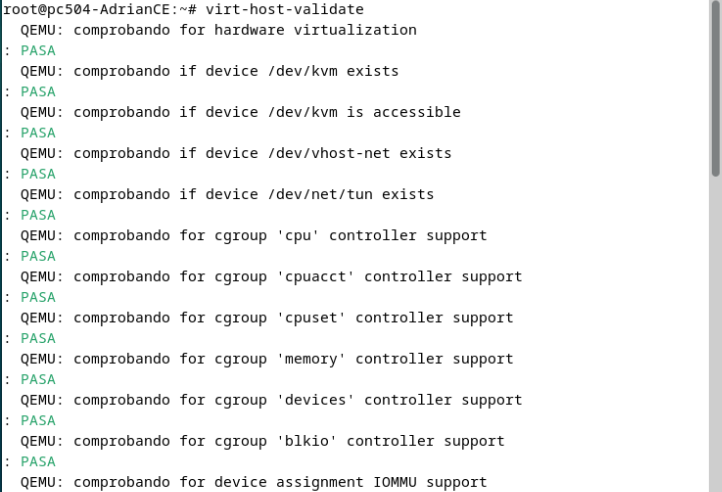 root@pc504-AdrianCE:~# virt-host-validate
  QEMU: comprobando for hardware virtualization
: PASA
  QEMU: comprobando if device /dev/kvm exists
: PASA
  QEMU: comprobando if device /dev/kvm is accessible
: PASA
  QEMU: comprobando if device /dev/vhost-net exists
: PASA
  QEMU: comprobando if device /dev/net/tun exists
: PASA
  QEMU: comprobando for cgroup 'cpu' controller support
: PASA
  QEMU: comprobando for cgroup 'cpuacct' controller support
: PASA
  QEMU: comprobando for cgroup 'cpuset' controller support
: PASA
  QEMU: comprobando for cgroup 'memory' controller support
: PASA
  QEMU: comprobando for cgroup 'devices' controller support
: PASA
  QEMU: comprobando for cgroup 'blkio' controller support
: PASA
  QEMU: comprobando for device assignment IOMMU support